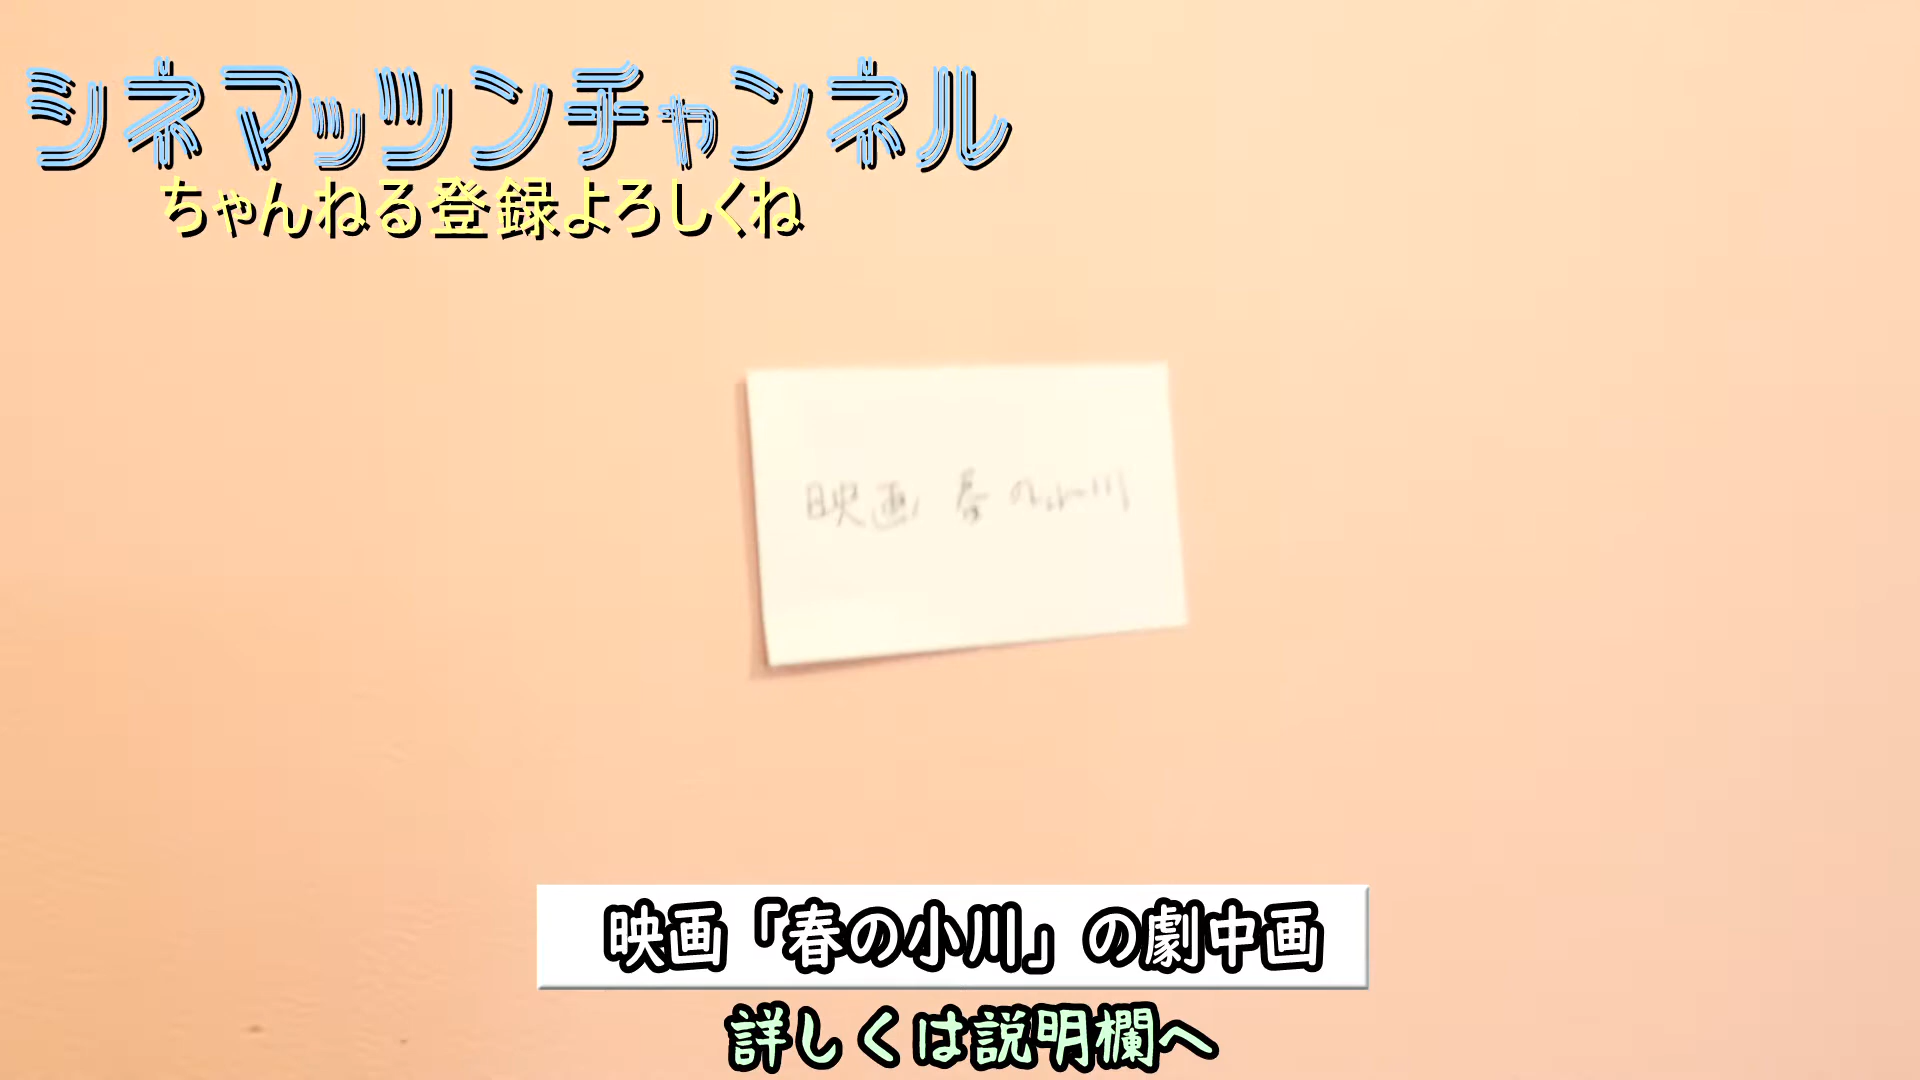 シネマッツンチャンネル
ちゃんねる登録よろしくね
映画 春の小川
映画「春の小川」の劇中画
詳しくは説明欄へ